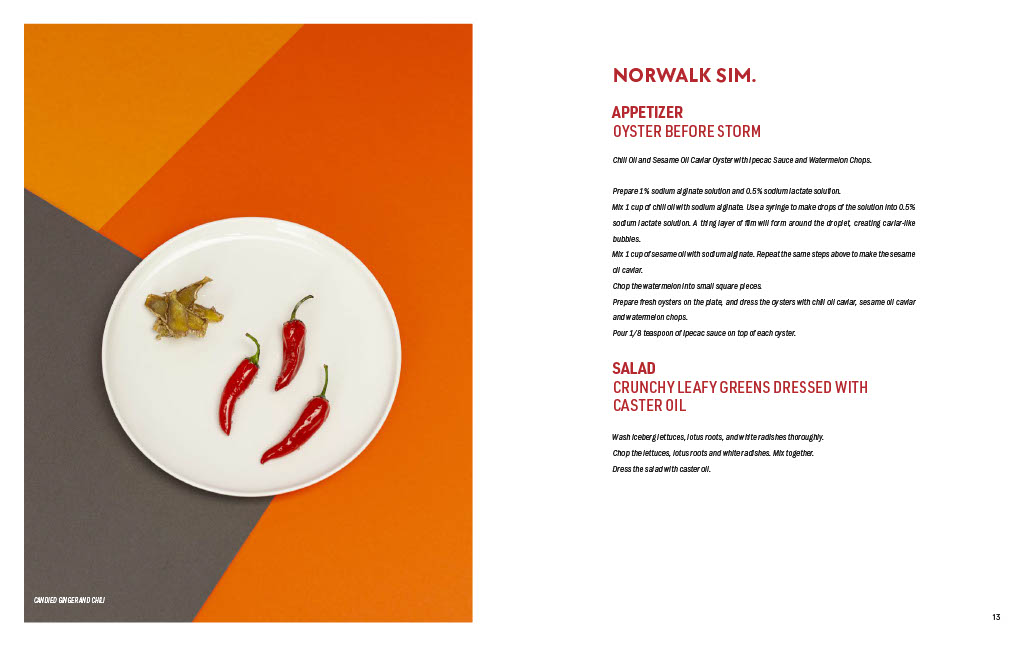 NORWALK SIM.
APPETIZER
OYSTER BEFORE STORM
Chili Oil and Sesame Oil Caviar Oyster with Ipecac Sauce and Watermelon Chops.
Prepare 1% sodium alginate solution and 0.5% sodium lactate solution.
Mix 1 cup of chili oil with sodium alginate. Use a syringe to make drops of the solution into 0.5%
sodium lactate solution. A thing layer of film will form around the droplet, creating caviar-like
bubbles.
Mix 1 cup of sesame oil with sodium alginate. Repeat the same steps above to make the sesame
oil caviar.
Chop the watermelon into small square pieces.
Prepare fresh oysters on the plate, and dress the oysters with chili oil caviar, sesame oil caviar
and watermelon chops.
Pour 1/8 teaspoon of ipecac sauce on top of each oyster.
SALAD
CRUNCHY LEAFY GREENS DRESSED WITH
CASTER OIL
Wash iceberg lettuces, lotus roots, and white radishes thoroughly.
Chop the lettuces, lotus roots and white radishes. Mix together.
Dress the salad with caster oil.
CANDIED GINGER AND CHILI
13